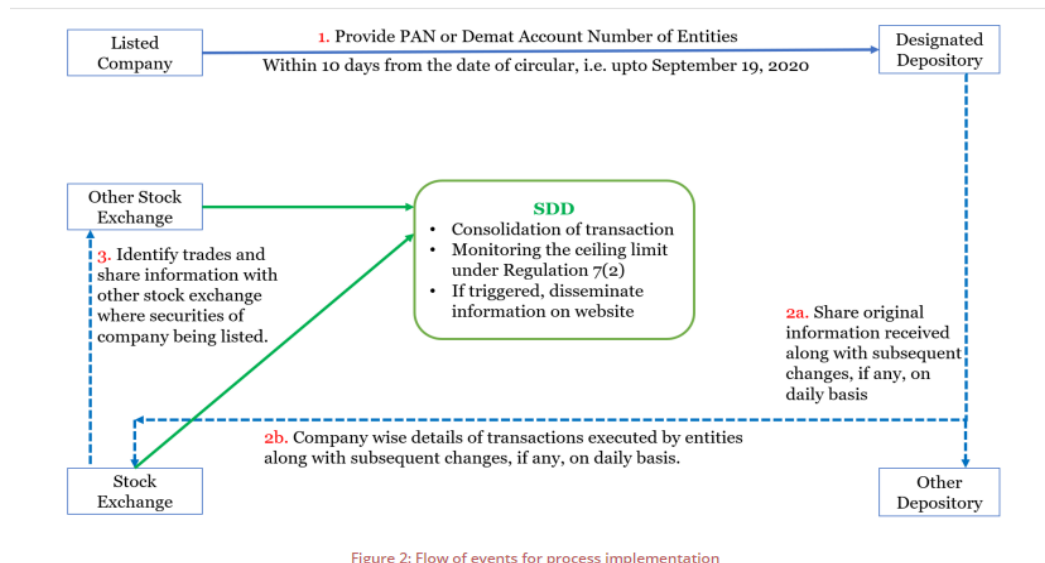 Listed
Company
1. Provide PAN or Demat Account Number of Entities
Within 10 days from the date of circular, i.e. upto September 19, 2020
Designated
Depository
Other Stock
Exchange
SDD
• Consolidation of transaction
• Monitoring the ceiling limit
under Regulation 7(2)
• If triggered, disseminate
information on website
3. Identify trades and
share information with
other stock exchange
where securities of
company being listed.
2a. Share original
information received
along with subsequent
changes, if any, on
daily basis
2b. Company wise details of transactions executed by entities
along with subsequent changes, if any, on daily basis.
Stock
Exchange
Other
Depository
Figure 2: Flow of events for process implementation